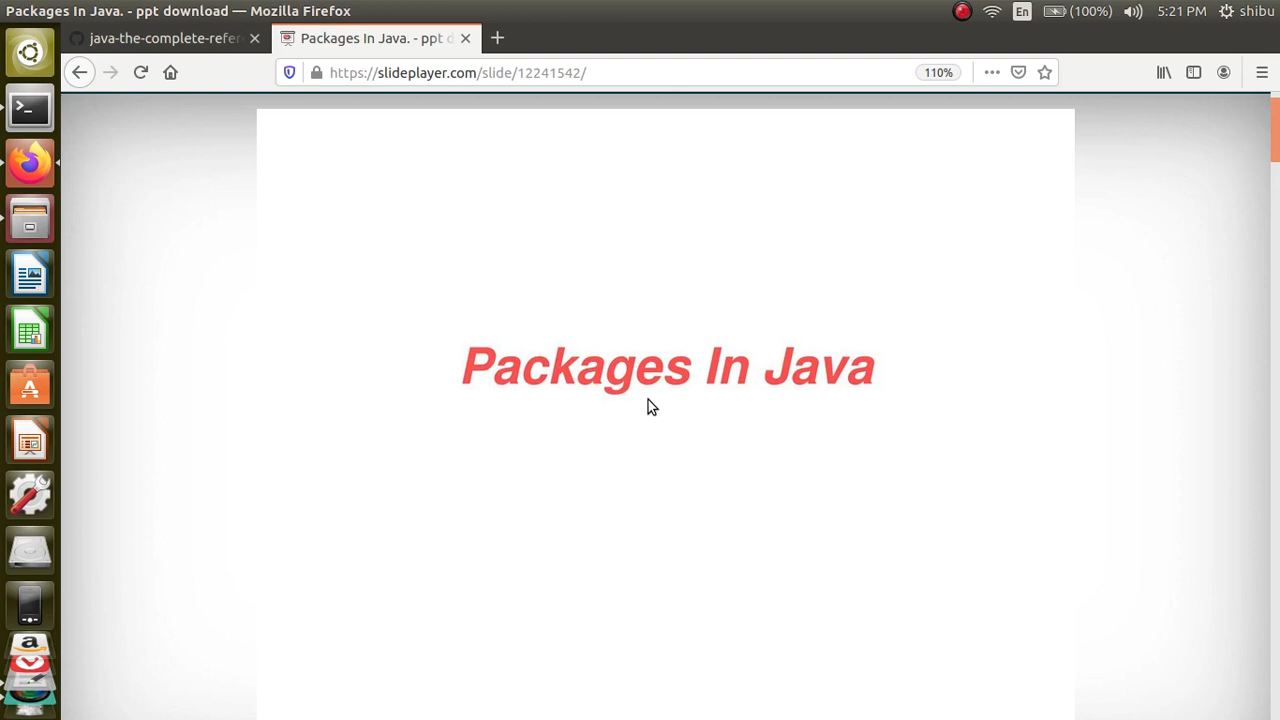 Packages In Java. - ppt download — Mozilla Firefox
En (100%) 5:21 PM shibu
java-the-complete-refer
Packages In Java. - ppt d
https://slideplayer.com/slide/12241542/
110%
Packages In Java